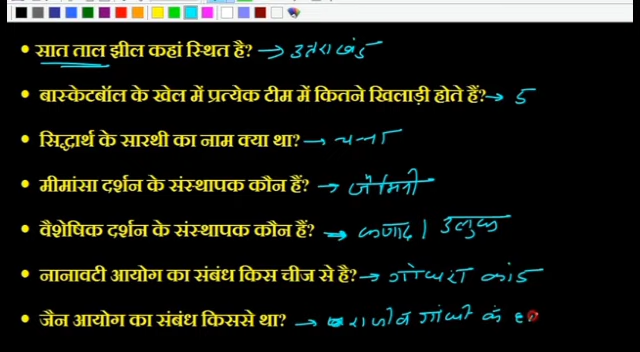 • सात ताल झील कहां स्थित है? → उत्तराखंड
• बास्केटबॉल के खेल में प्रत्येक टीम में कितने खिलाड़ी होते हैं? → 5
• सिद्धार्थ के सारथी का नाम क्या था? →
• मीमांसा दर्शन के संस्थापक कौन हैं? → जैमिनी
• वैशेषिक दर्शन के संस्थापक कौन हैं? → कणाद / उलूक
• नानावटी आयोग का संबंध किस चीज से है? → गोधरा कांड
• जैन आयोग का संबंध किससे था? → राजीव गांधी के